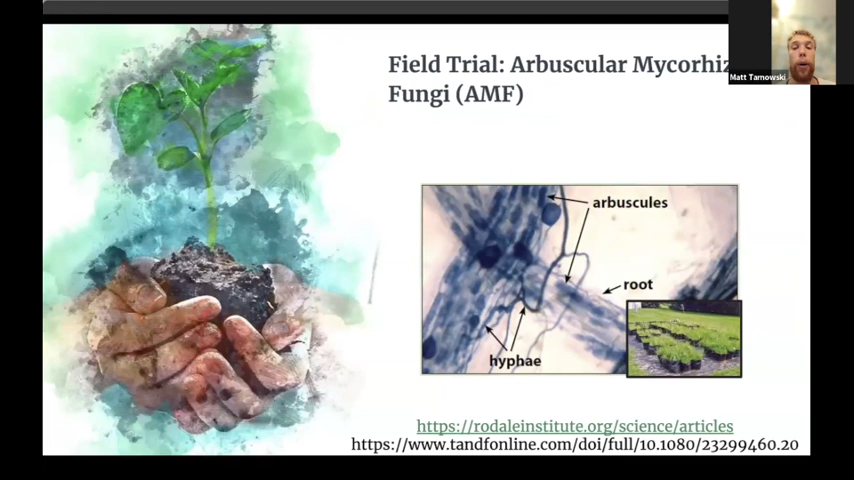 Field Trial: Arbuscular Mycorhiz
Fungi (AMF)
Matt Tarnowski
arbuscules
root
hyphae
https://rodaleinstitute.org/science/articles
https://www.tandfonline.com/doi/full/10.1080/23299460.20